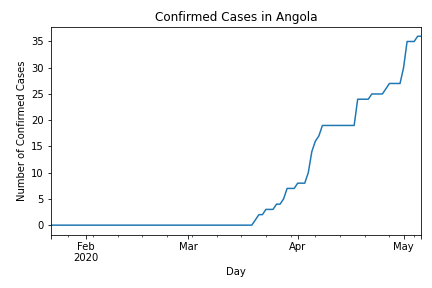 Confirmed Cases in Angola
Number of Confirmed Cases
35
30
25
20
15
10
5
0
Feb
2020
Mar
Apr
May
Day